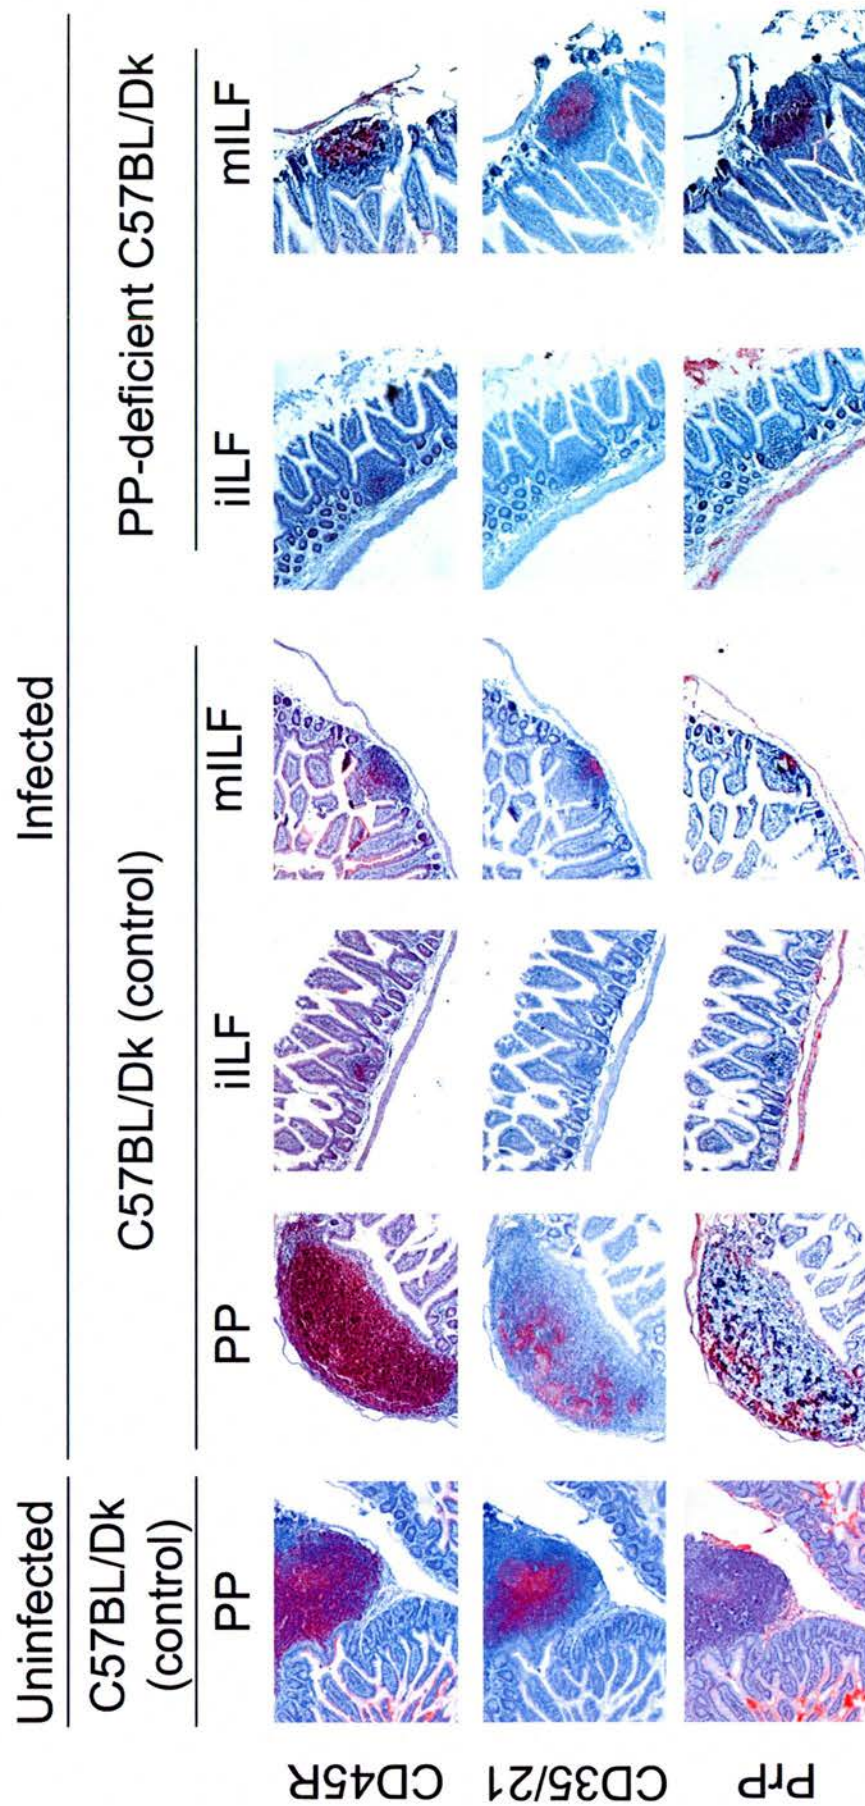 Uninfected
Infected
C57BL/Dk
(control)
C57BL/Dk (control)
PP-deficient C57BL/Dk
PP
PP
iILF
mILF
iILF
mILF
CD45R
CD35/21
PrP